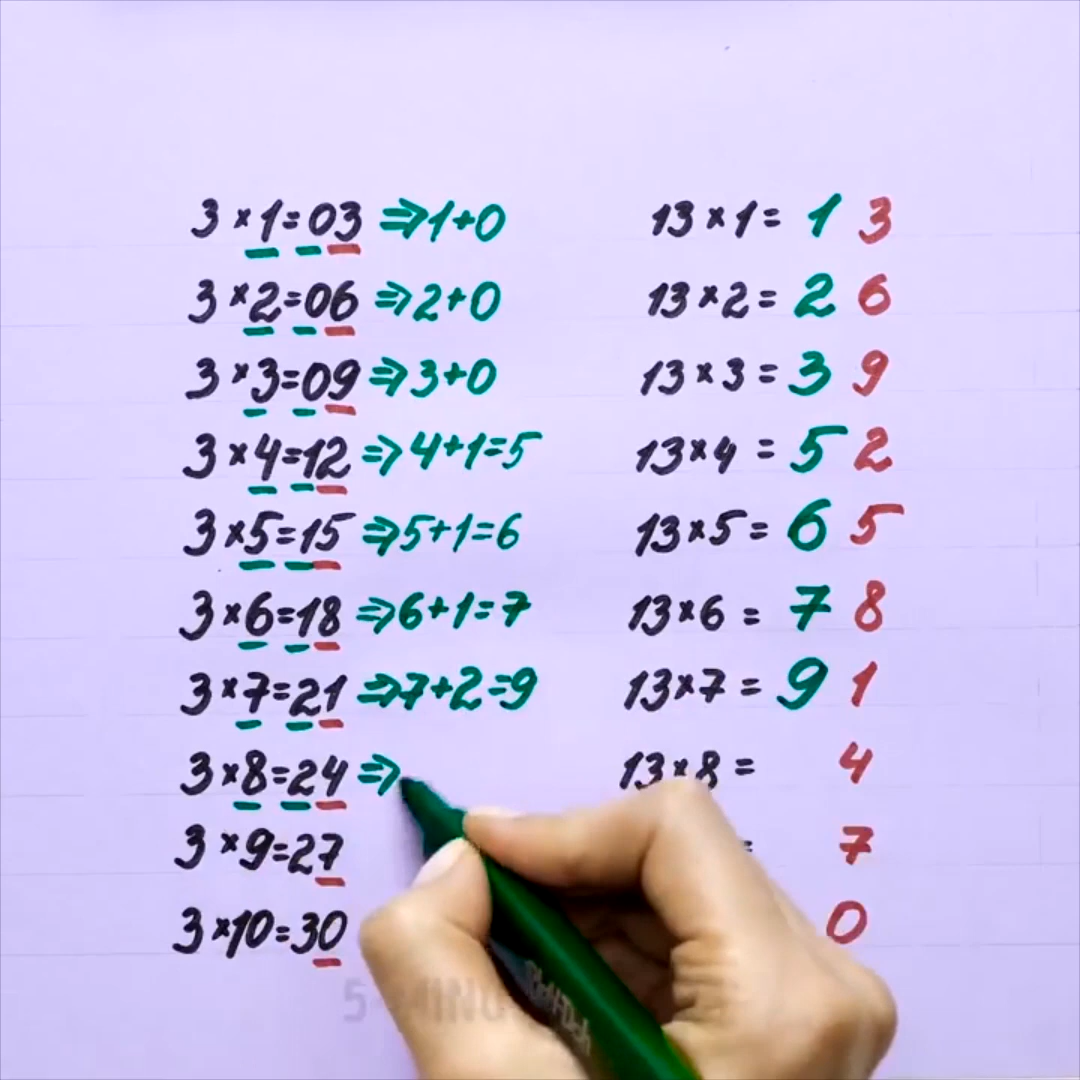 3 × 1 = 03 ⇒ 1+0 13 × 1 = 1 3
3 × 2 = 06 ⇒ 2+0 13 × 2 = 2 6
3 × 3 = 09 ⇒ 3+0 13 × 3 = 3 9
3 × 4 = 12 ⇒ 4+1=5 13 × 4 = 5 2
3 × 5 = 15 ⇒ 5+1=6 13 × 5 = 6 5
3 × 6 = 18 ⇒ 6+1=7 13 × 6 = 7 8
3 × 7 = 21 ⇒ 7+2=9 13 × 7 = 9 1
3 × 8 = 24 ⇒ 13 × 8 = 4
3 × 9 = 27 = 7
3 × 10 = 30 0